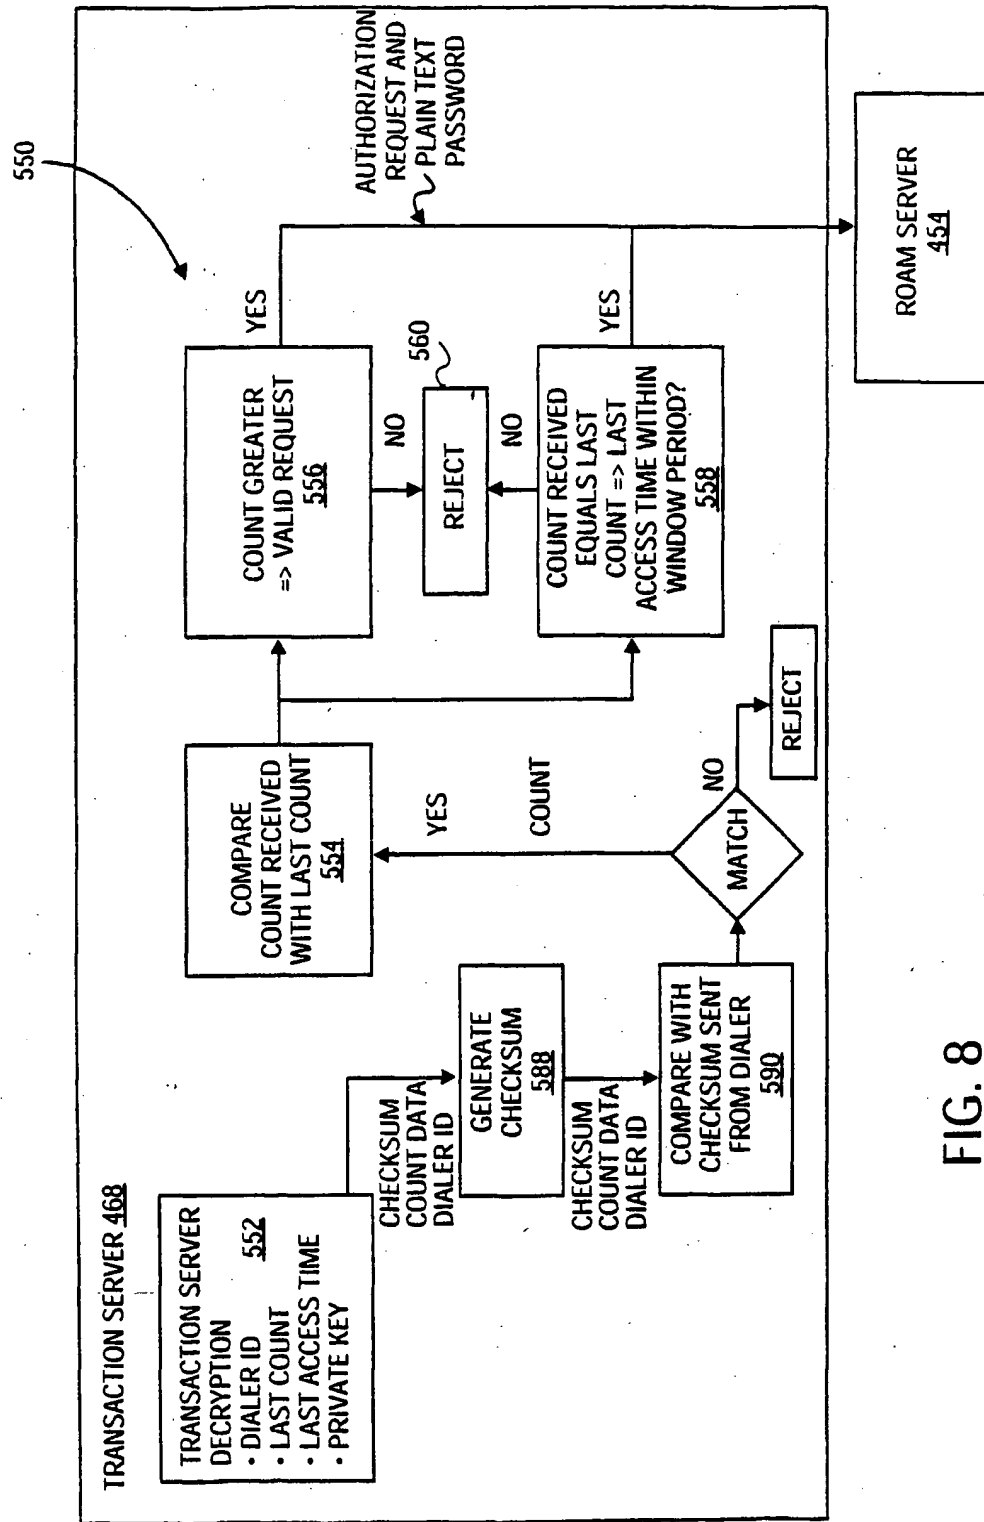 TRANSACTION SERVER 468
TRANSACTION SERVER
DECRYPTION 552
· DIALER ID
· LAST COUNT
· LAST ACCESS TIME
· PRIVATE KEY
CHECKSUM
COUNT DATA
DIALER ID
GENERATE
CHECKSUM
588
CHECKSUM
COUNT DATA
DIALER ID
COMPARE WITH
CHECKSUM SENT
FROM DIALER
590
MATCH
NO
REJECT
YES
COUNT
COMPARE
COUNT RECEIVED
WITH LAST COUNT
554
COUNT GREATER
=> VALID REQUEST
556
NO
REJECT
560
NO
COUNT RECEIVED
EQUALS LAST
COUNT => LAST
ACCESS TIME WITHIN
WINDOW PERIOD?
558
YES
YES
550
AUTHORIZATION
REQUEST AND
PLAIN TEXT
PASSWORD
ROAM SERVER
454
FIG. 8